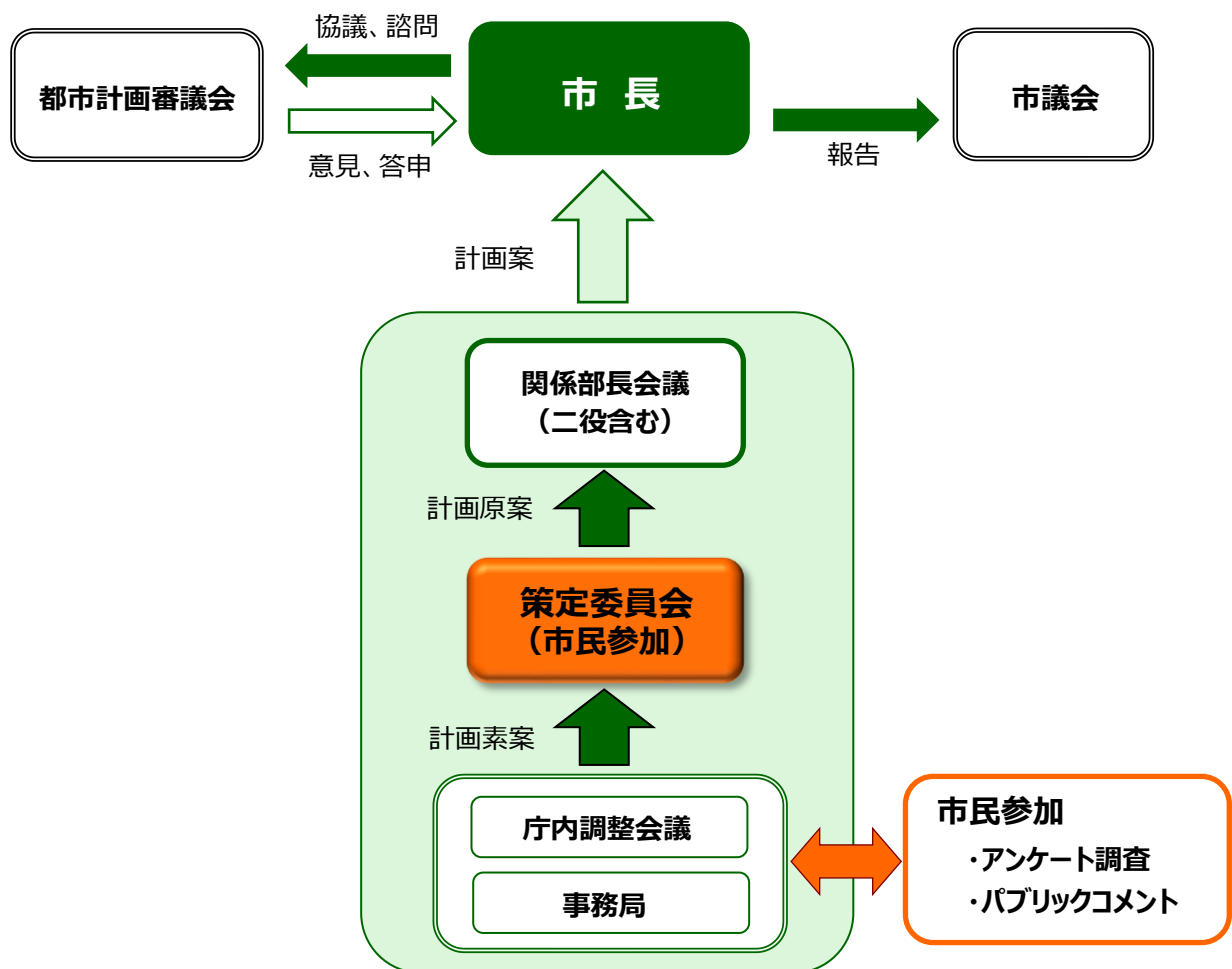 協議、諮問
都市計画審議会
市 長
市議会
意見、答申
報告
計画案
関係部長会議
（二役含む）
計画原案
策定委員会
（市民参加）
計画素案
庁内調整会議
事務局
市民参加
・アンケート調査
・パブリックコメント